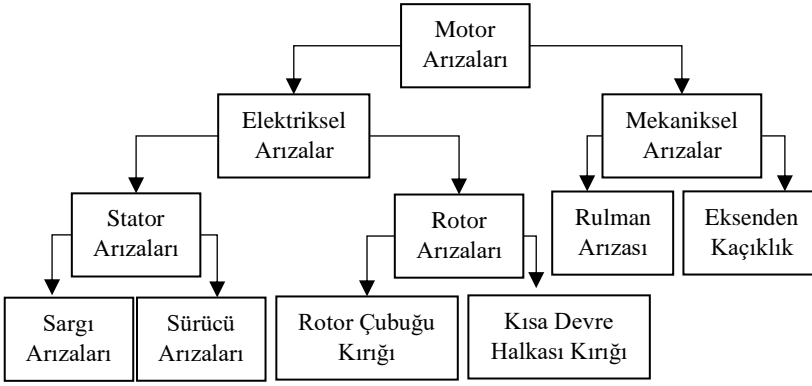 Motor
Arızaları
Elektriksel
Arızalar
Mekaniksel
Arızalar
Stator
Arızaları
Rotor
Arızaları
Rulman
Arızası
Eksenden
Kaçıklık
Sargı
Arızaları
Sürücü
Arızaları
Rotor Çubuğu
Kırığı
Kısa Devre
Halkası Kırığı